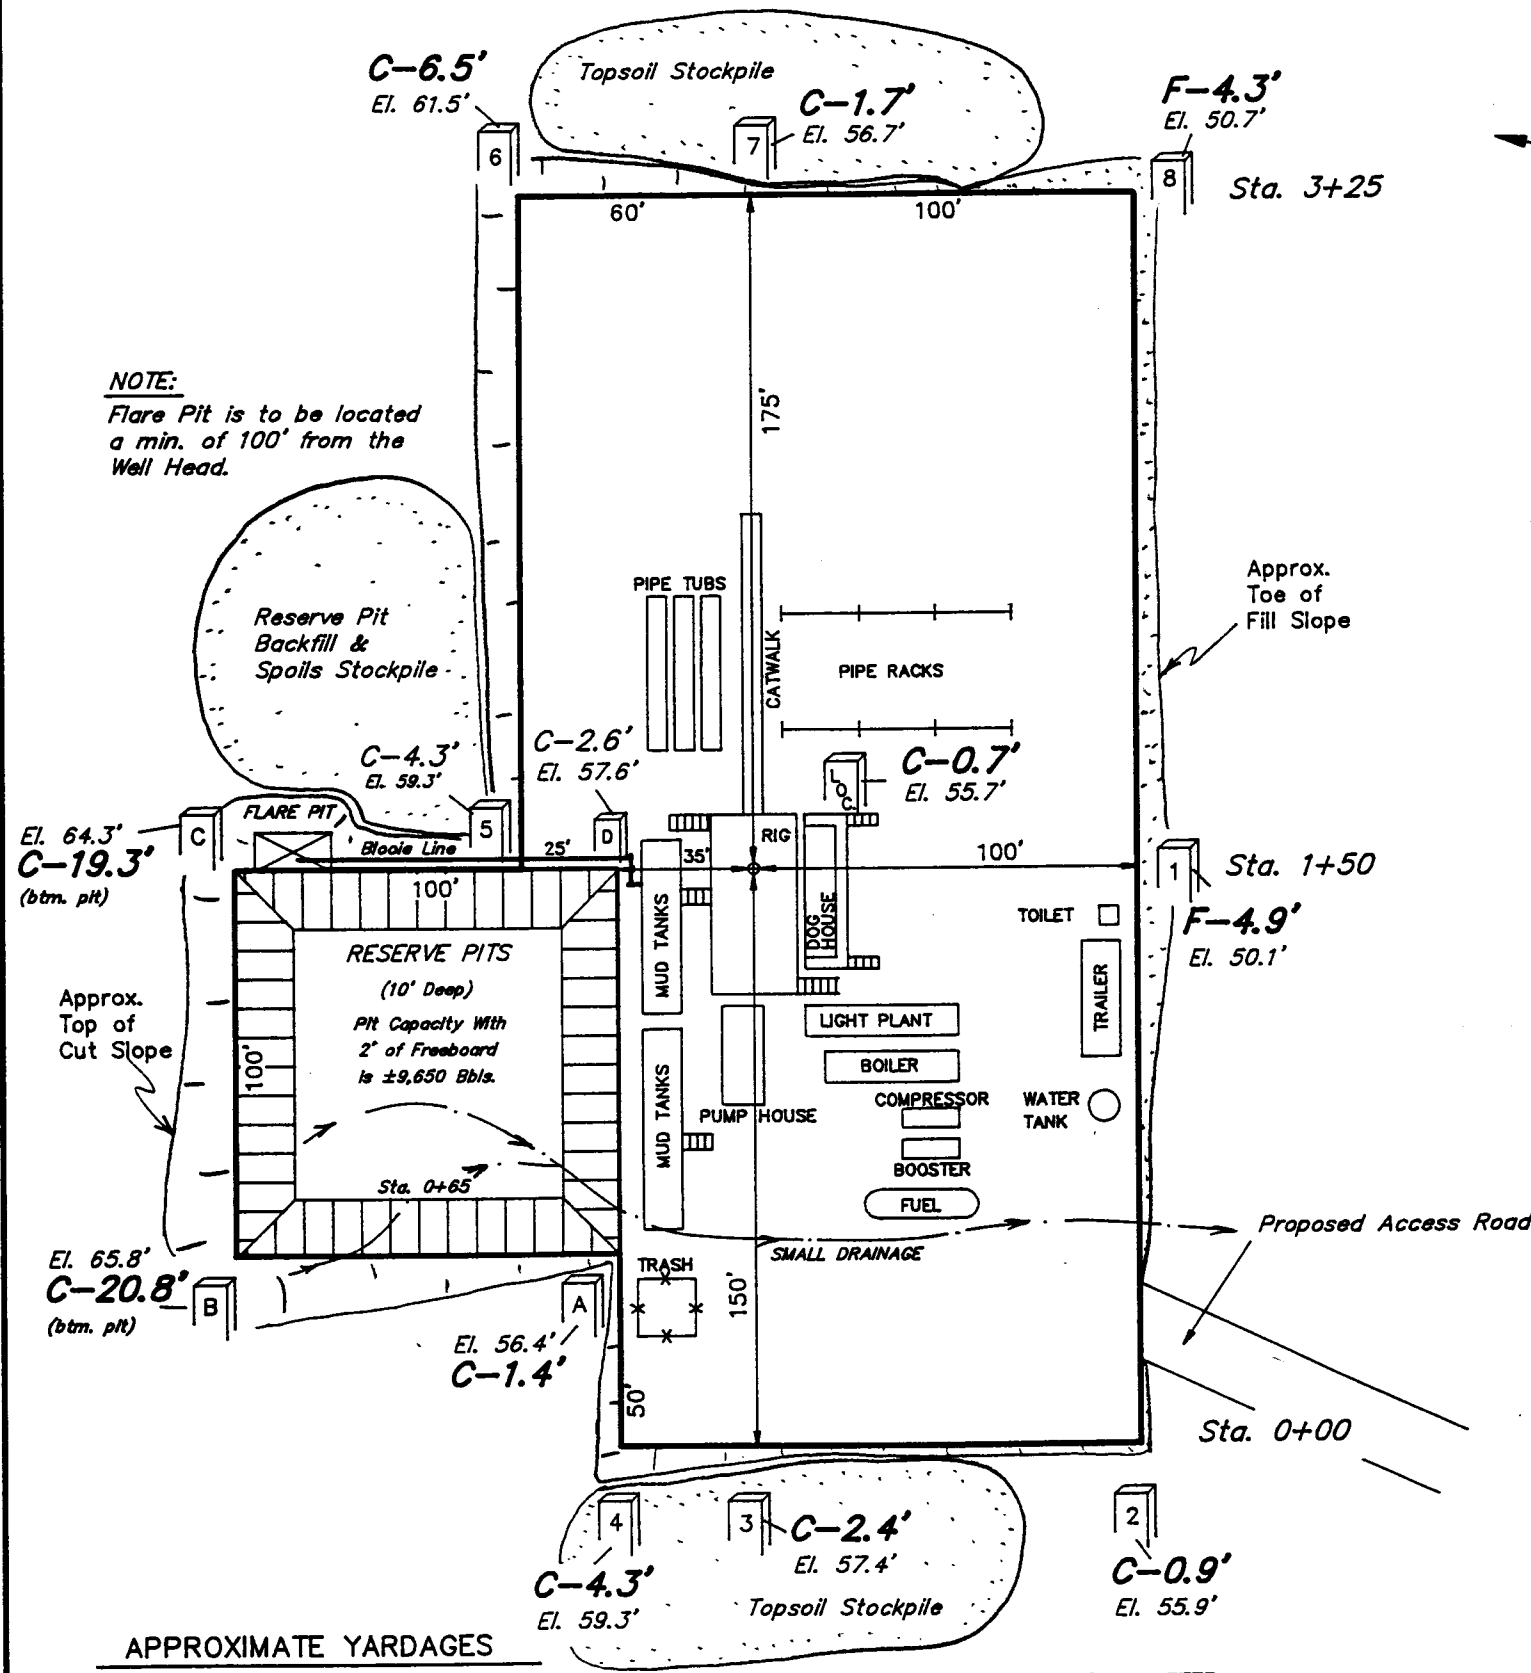 C-6.5'
El. 61.5'
6
Topsoil Stockpile
C-1.7'
El. 56.7'
7
F-4.3'
El. 50.7'
8
Sta. 3+25
60'
100'
175'
NOTE:
Flare Pit is to be located
a min. of 100' from the
Well Head.
Reserve Pit
Backfill &
Spoils Stockpile
PIPE TUBS
CATWALK
PIPE RACKS
Approx.
Toe of
Fill Slope
C-4.3'
El. 59.3'
5
C-2.6'
El. 57.6'
D
LOC.
C-0.7'
El. 55.7'
El. 64.3'
C-19.3'
(btm. pit)
C
FLARE PIT
Blooie Line
25'
35'
RIG
100'
100'
1
Sta. 1+50
F-4.9'
El. 50.1'
DOG
HOUSE
TOILET
TRAILER
MUD TANKS
RESERVE PITS
(10' Deep)
Pit Capacity With
2' of Freeboard
is ±9,650 Bbls.
100'
Approx.
Top of
Cut Slope
LIGHT PLANT
BOILER
COMPRESSOR
WATER
TANK
PUMP HOUSE
MUD TANKS
BOOSTER
FUEL
Sta. 0+65
SMALL DRAINAGE
Proposed Access Road
El. 65.8'
C-20.8'
(btm. pit)
B
TRASH
A
El. 56.4'
C-1.4'
150'
50'
Sta. 0+00
4
C-4.3'
El. 59.3'
3
C-2.4'
El. 57.4'
2
C-0.9'
El. 55.9'
Topsoil Stockpile
APPROXIMATE YARDAGES